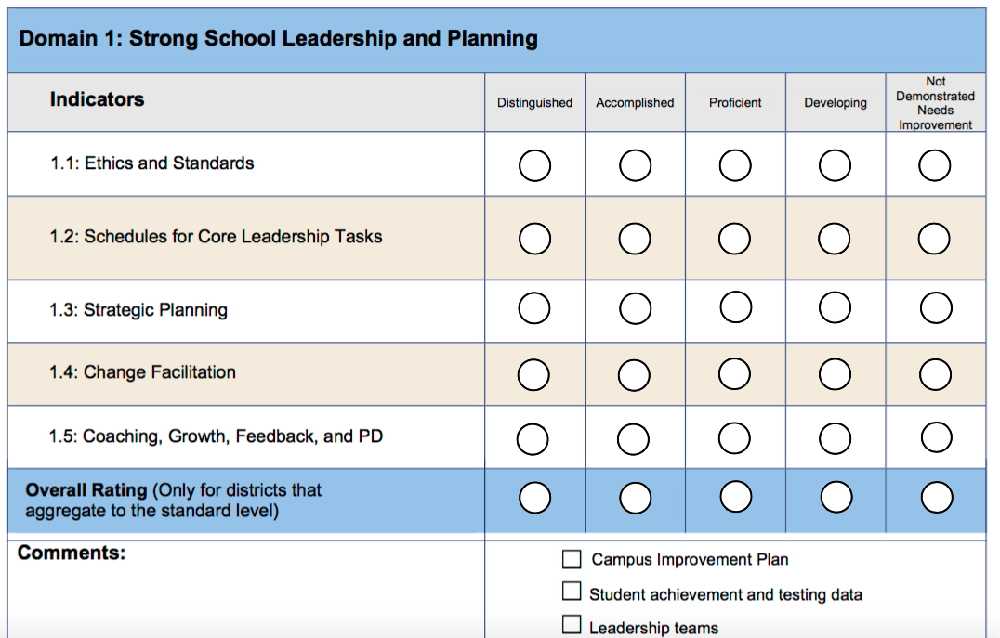 Domain 1: Strong School Leadership and Planning
Indicators
Distinguished
Accomplished
Proficient
Developing
Not
Demonstrated
Needs
Improvement
1.1: Ethics and Standards
1.2: Schedules for Core Leadership Tasks
1.3: Strategic Planning
1.4: Change Facilitation
1.5: Coaching, Growth, Feedback, and PD
Overall Rating (Only for districts that
aggregate to the standard level)
Comments:
Campus Improvement Plan
Student achievement and testing data
Leadership teams